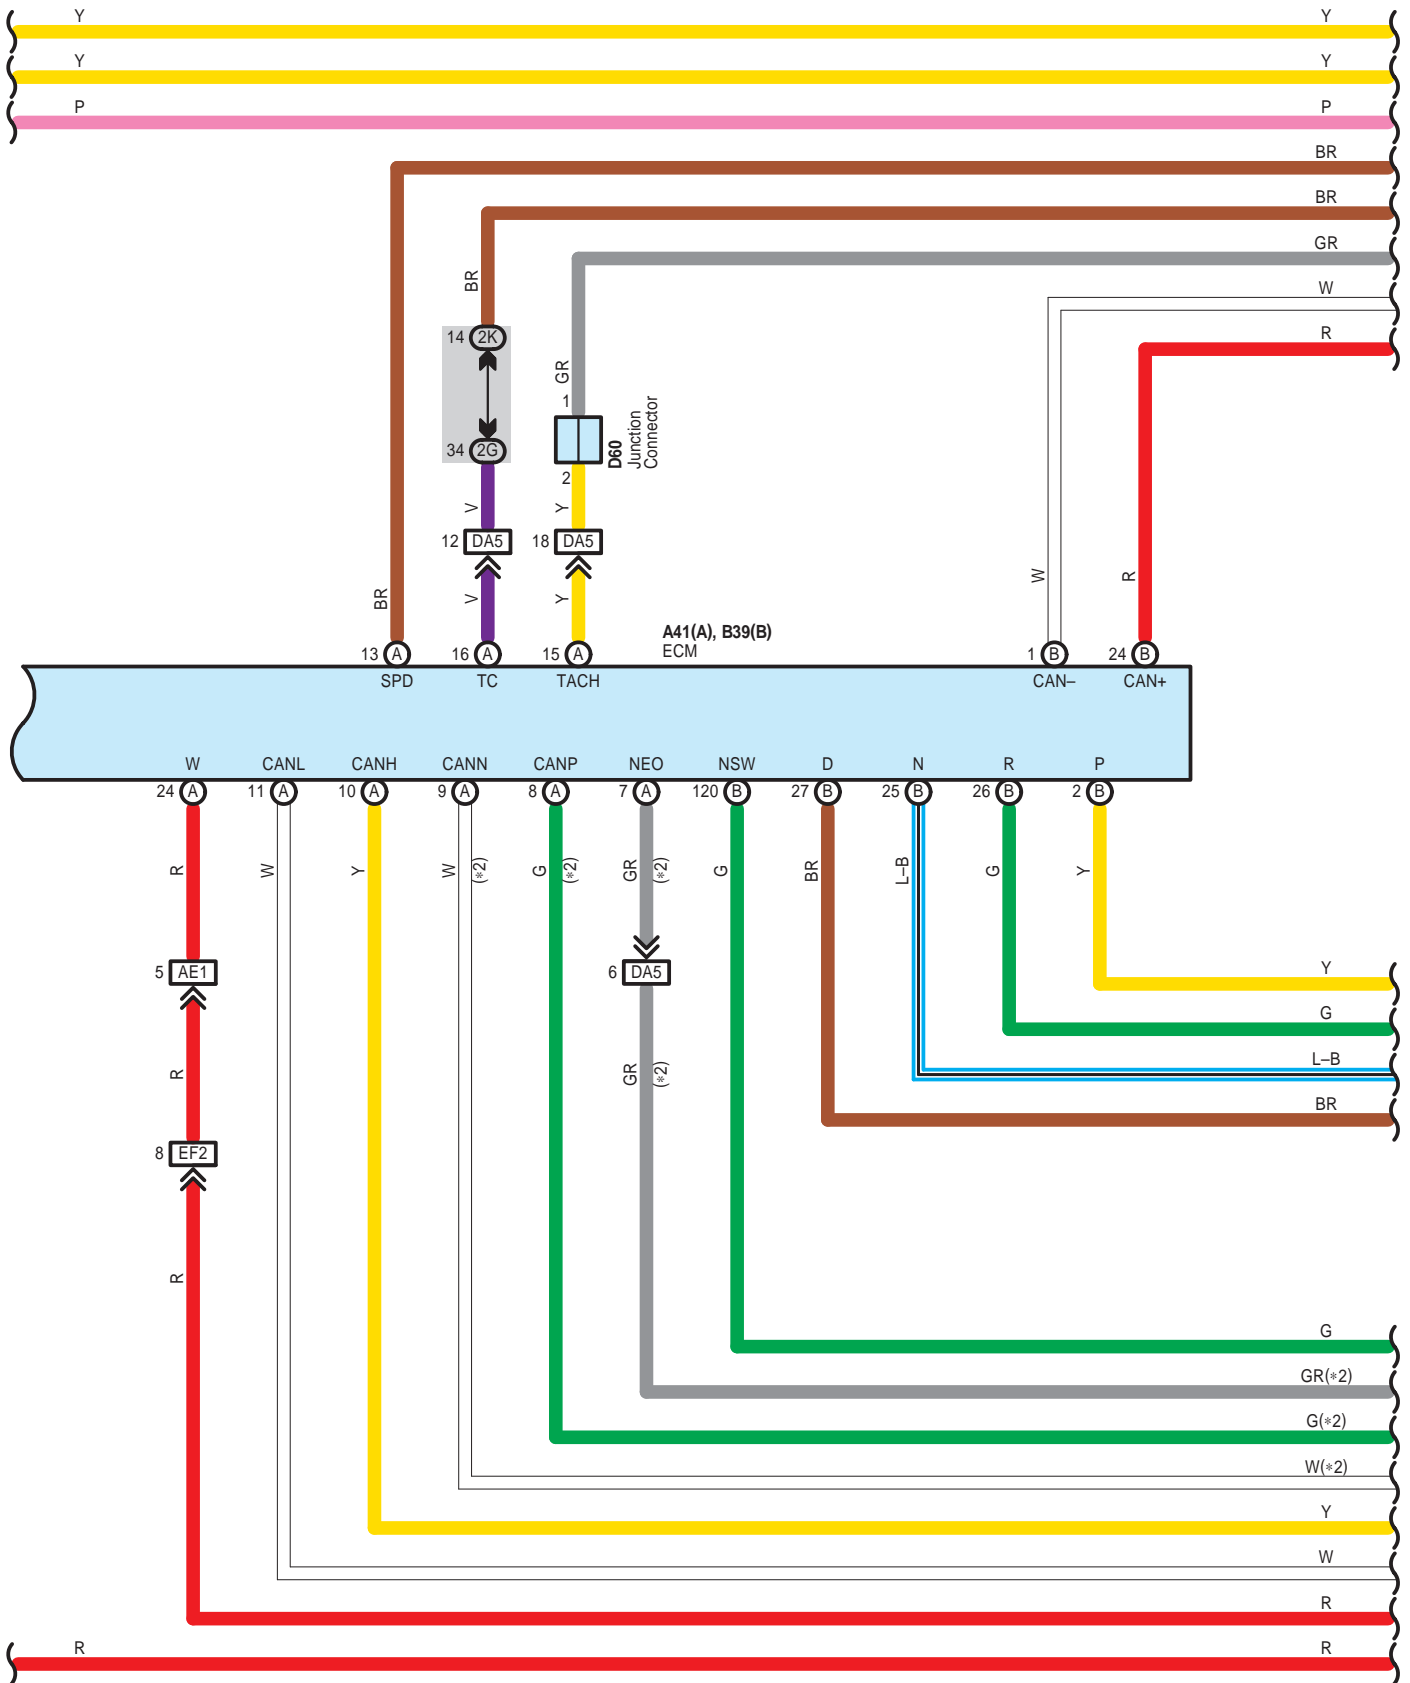 Y Y
Y Y
P P
BR
BR
GR
W
R
BR
14 2K
GR
1
34 2G
D60
Junction
Connector
2
V Y
12 DA5 18 DA5
BR V Y W R
A41(A), B39(B)
ECM
13 A 16 A 15 A 1 B 24 B
SPD TC TACH CAN– CAN+
W CANL CANH CANN CANP NEO NSW D N R P
24 A 11 A 10 A 9 A 8 A 7 A 120 B 27 B 25 B 26 B 2 B
R W Y W (*2) G (*2) GR (*2) G BR L–B G Y
5 AE1 6 DA5
Y
G
L–B
R GR (*2)
BR
8 EF2
R
G
GR(*2)
G(*2)
W(*2)
Y
W
R
R R